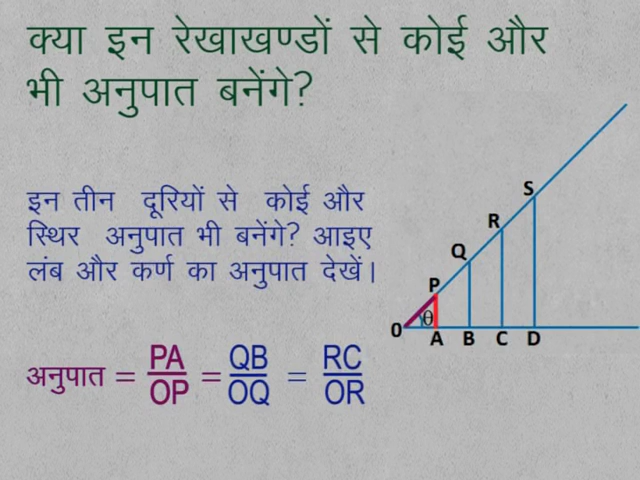 क्या इन रेखाखण्डों से कोई और
भी अनुपात बनेंगे?
इन तीन दूरियों से कोई और
स्थिर अनुपात भी बनेंगे? आइए
लंब और कर्ण का अनुपात देखें।
अनुपात = PA/OP = QB/OQ = RC/OR
S
R
Q
P
θ
O
A B C D